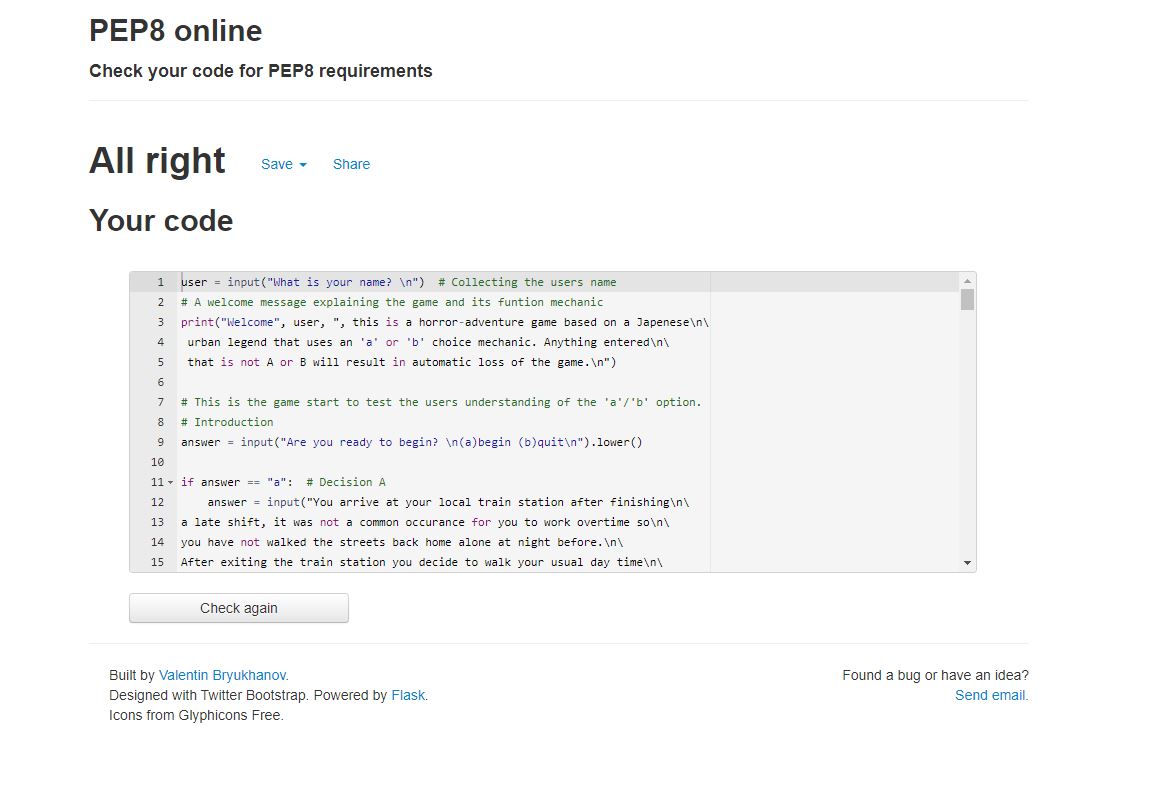 PEP8 online
Check your code for PEP8 requirements
All right Save Share
Your code
1 user = input("What is your name? \n")  # Collecting the users name
2 # A welcome message explaining the game and its funtion mechanic
3 print("Welcome", user, ", this is a horror-adventure game based on a Japenese\n\
4  urban legend that uses an 'a' or 'b' choice mechanic. Anything entered\n\
5  that is not A or B will result in automatic loss of the game.\n")
6
7 # This is the game start to test the users understanding of the 'a'/'b' option.
8 # Introduction
9 answer = input("Are you ready to begin? \n(a)begin (b)quit\n").lower()
10
11 if answer == "a":  # Decision A
12     answer = input("You arrive at your local train station after finishing\n\
13 a late shift, it was not a common occurance for you to work overtime so\n\
14 you have not walked the streets back home alone at night before.\n\
15 After exiting the train station you decide to walk your usual day time\n\
Check again
Built by Valentin Bryukhanov.
Designed with Twitter Bootstrap. Powered by Flask.
Icons from Glyphicons Free.
Found a bug or have an idea?
Send email.